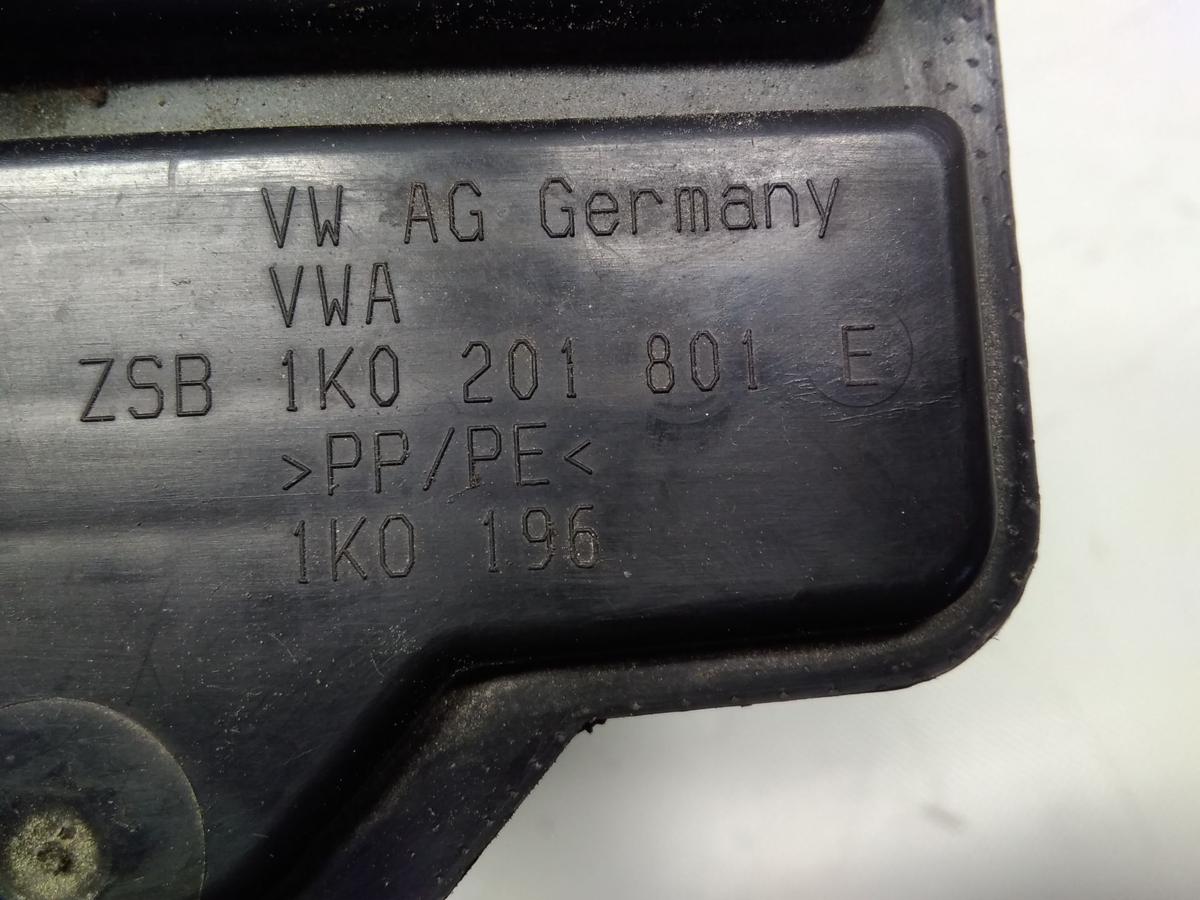 VW AG Germany
VWA
ZSB 1K0 201 801 E
>PP/PE<
1K0 196